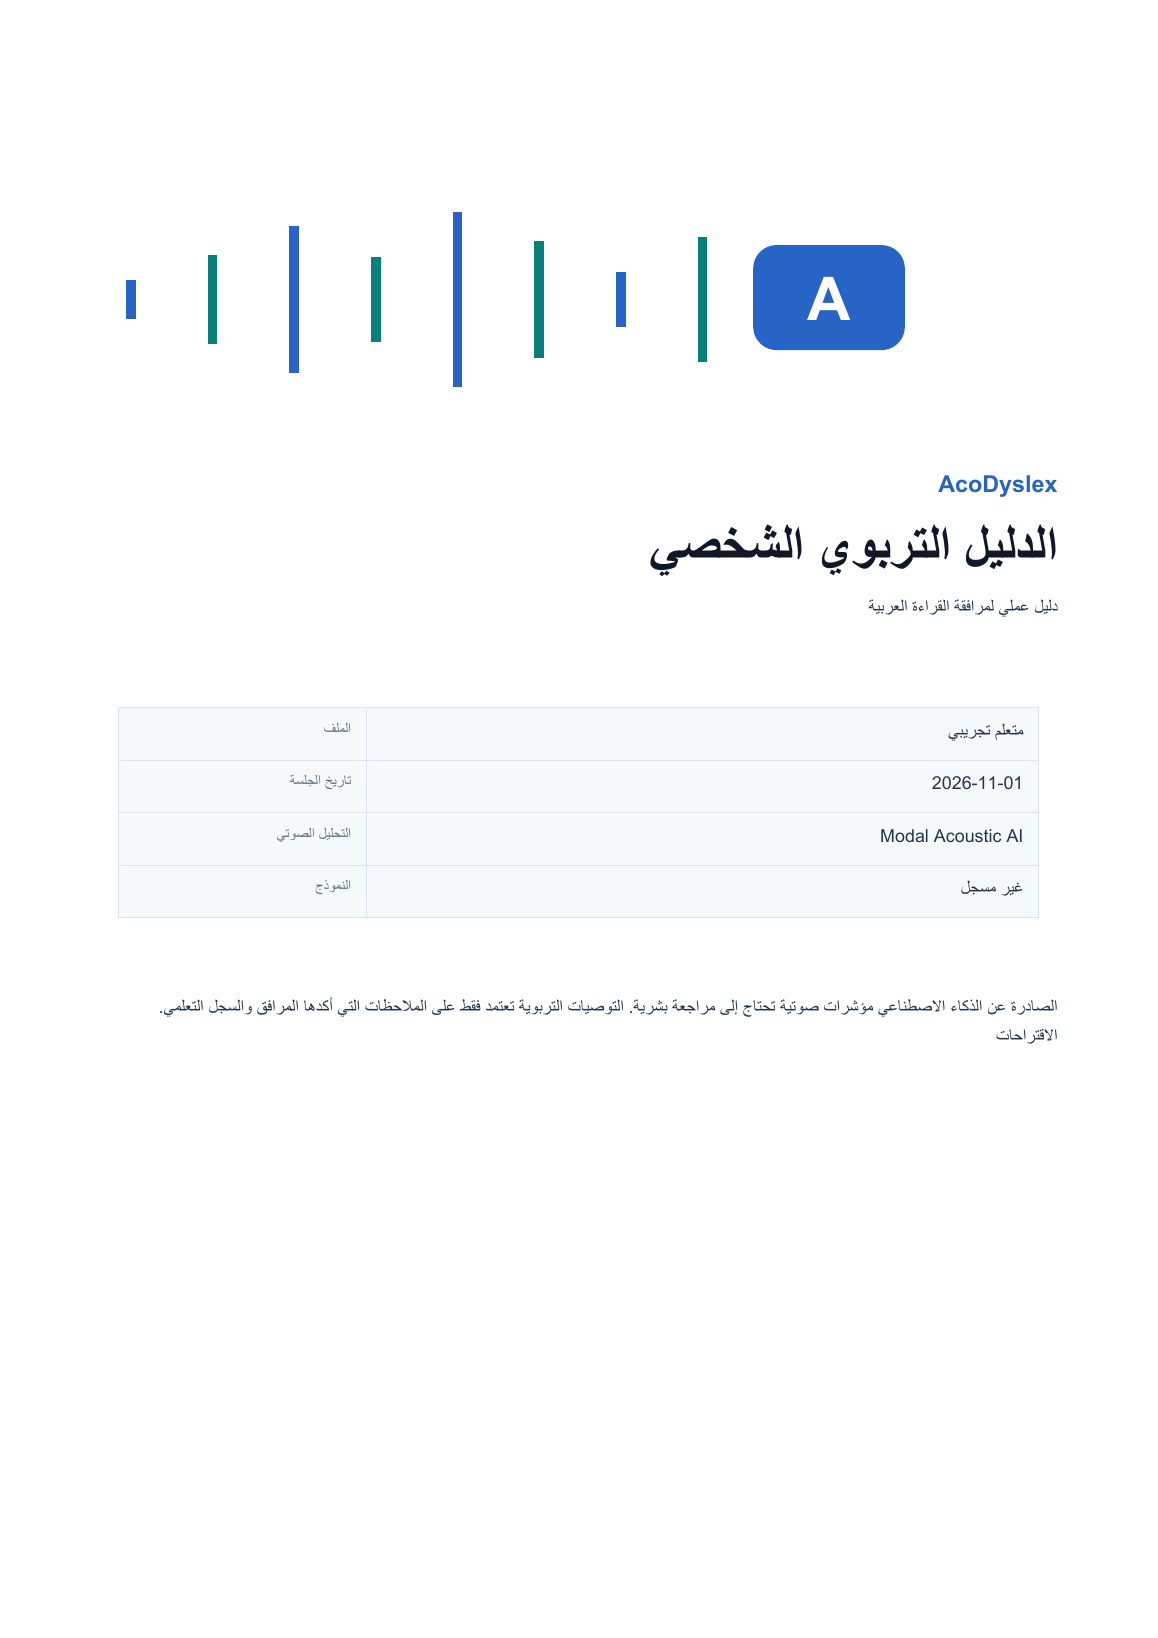 A
AcoDyslex
الدليل التربوي الشخصي
دليل عملي لمرافقة القراءة العربية
الملف
متعلم تجريبي
تاريخ الجلسة
2026-11-01
التحليل الصوتي
Modal Acoustic AI
النموذج
غير مسجل
الصادرة عن الذكاء الاصطناعي مؤشرات صوتية تحتاج إلى مراجعة بشرية. التوصيات التربوية تعتمد فقط على الملاحظات التي أكدها المرافق والسجل التعلمي.
الاقتراحات